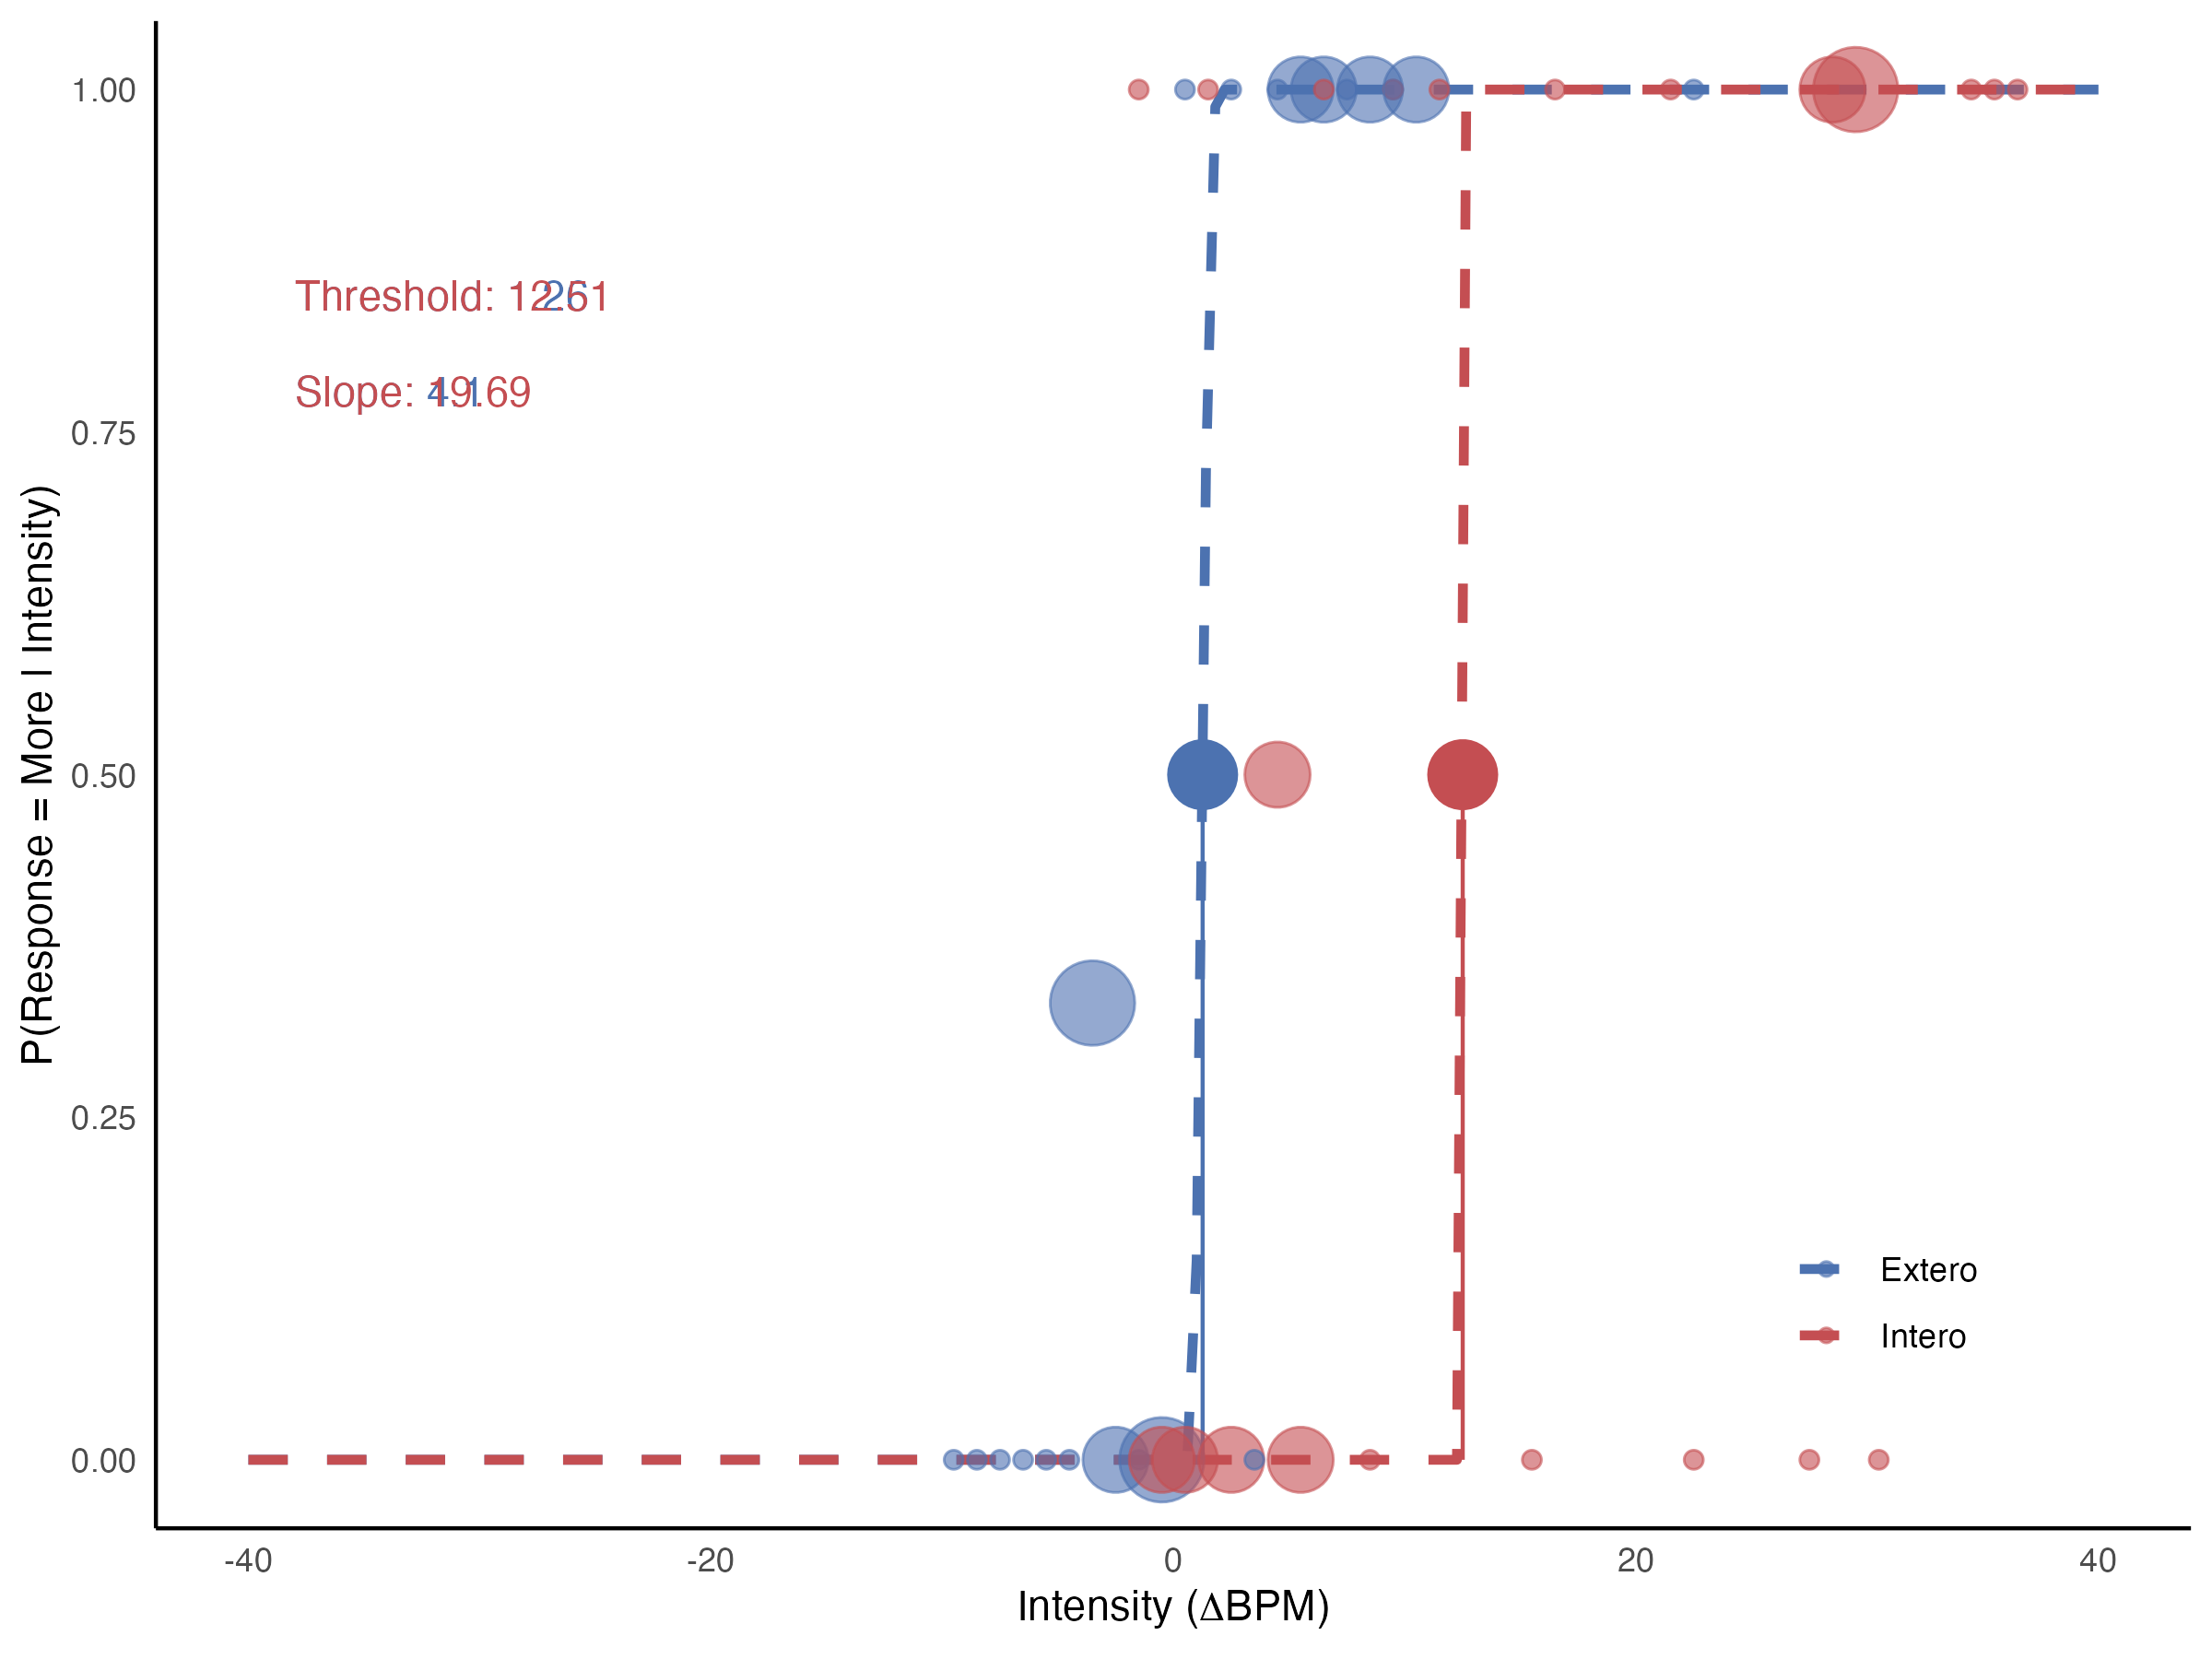 1.00
0.75
0.50
0.25
0.00
Threshold:
Slope:
P(Response = More | Intensity)
Extero
Intero
-40
-20
0
20
40
Intensity (ΔBPM)